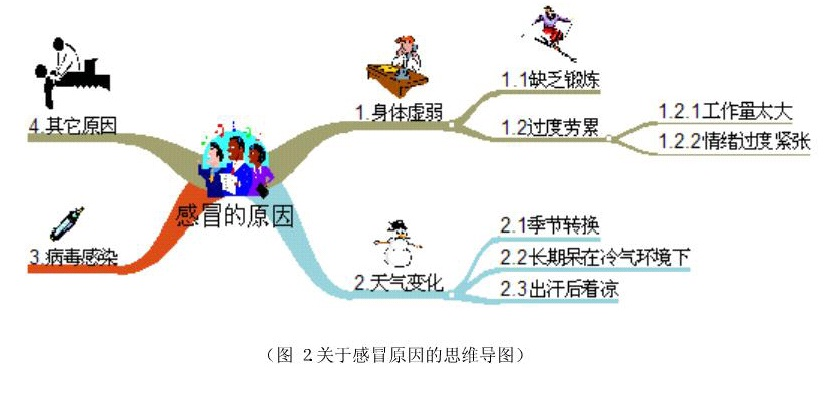 感冒的原因
1.身体虚弱
1.1缺乏锻炼
1.2过度劳累
1.2.1工作量太大
1.2.2情绪过度紧张
2.天气变化
2.1季节转换
2.2长期呆在冷气环境下
2.3出汗后着凉
3.病毒感染
4.其它原因
（图 2.关于感冒原因的思维导图）